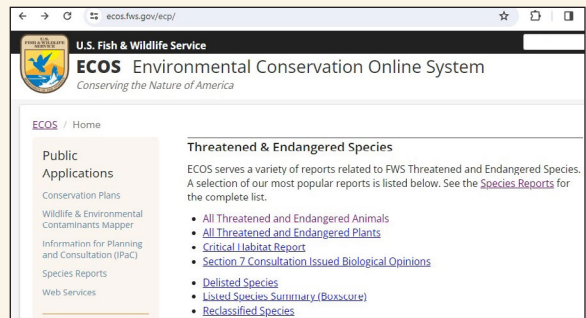 ecos.fws.gov/ecp/
U.S.
FISH & WILDLIFE
SERVICE
U.S. Fish & Wildlife Service
ECOS Environmental Conservation Online System
Conserving the Nature of America
ECOS / Home
Public
Applications
Conservation Plans
Wildlife & Environmental
Contaminants Mapper
Information for Planning
and Consultation (IPaC)
Species Reports
Web Services
Threatened & Endangered Species
ECOS serves a variety of reports related to FWS Threatened and Endangered Species.
A selection of our most popular reports is listed below. See the Species Reports for
the complete list.
• All Threatened and Endangered Animals
• All Threatened and Endangered Plants
• Critical Habitat Report
• Section 7 Consultation Issued Biological Opinions
• Delisted Species
• Listed Species Summary (Boxscore)
• Reclassified Species